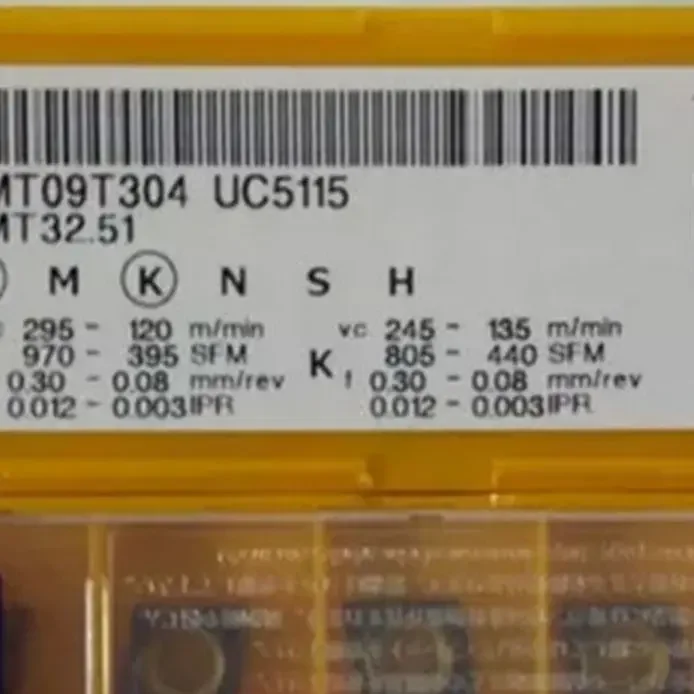 MT09T304 UC5115
MT32.51
M K N S H
295 - 120 m/min
970 - 395 SFM
0.30 - 0.08 mm/rev
0.012 - 0.003 IPR
K
vc 245 - 135 m/min
805 - 440 SFM
f 0.30 - 0.08 mm/rev
0.012 - 0.003 IPR